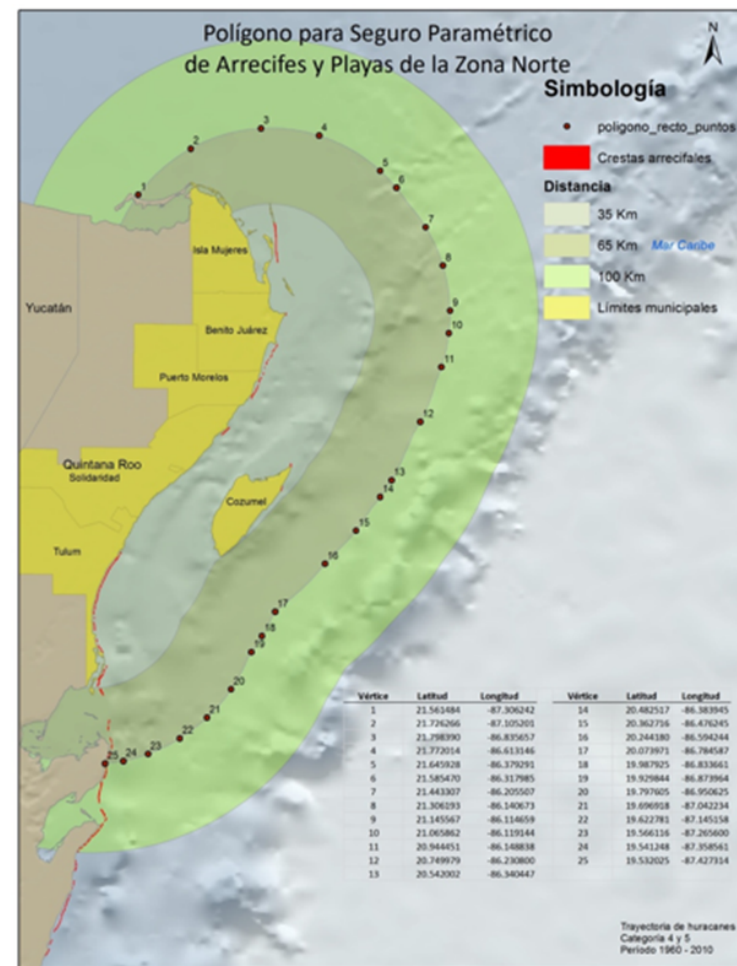 Polígono para Seguro Paramétrico
de Arrecifes y Playas de la Zona Norte
N
Simbología
poligono_recto_puntos
Crestas arrecifales
Distancia
35 Km
65 Km
Mar Caribe
100 Km
Límites municipales
1
2
3
4
5
6
7
8
9
10
11
12
13
14
15
16
17
18
19
20
21
22
23
24
25
Isla Mujeres
Yucatán
Benito Juárez
Puerto Morelos
Quintana Roo
Solidaridad
Cozumel
Tulum
Vértice Latitud Longitud Vértice Latitud Longitud
1 21.561484 -87.306242 14 20.482517 -86.383945
2 21.726266 -87.105201 15 20.362716 -86.476245
3 21.798390 -86.835657 16 20.244180 -86.594244
4 21.772014 -86.613146 17 20.073971 -86.784587
5 21.645928 -86.379291 18 19.987925 -86.833661
6 21.585470 -86.317985 19 19.929844 -86.873964
7 21.443307 -86.205507 20 19.797605 -86.950625
8 21.306193 -86.140673 21 19.696918 -87.042234
9 21.145567 -86.114659 22 19.622781 -87.145158
10 21.065862 -86.119144 23 19.566116 -87.265600
11 20.944451 -86.148838 24 19.541248 -87.358561
12 20.749979 -86.230800 25 19.532025 -87.427314
13 20.542002 -86.340447
Trayectoria de huracanes
Categoría 4 y 5
Periodo 1960 - 2010